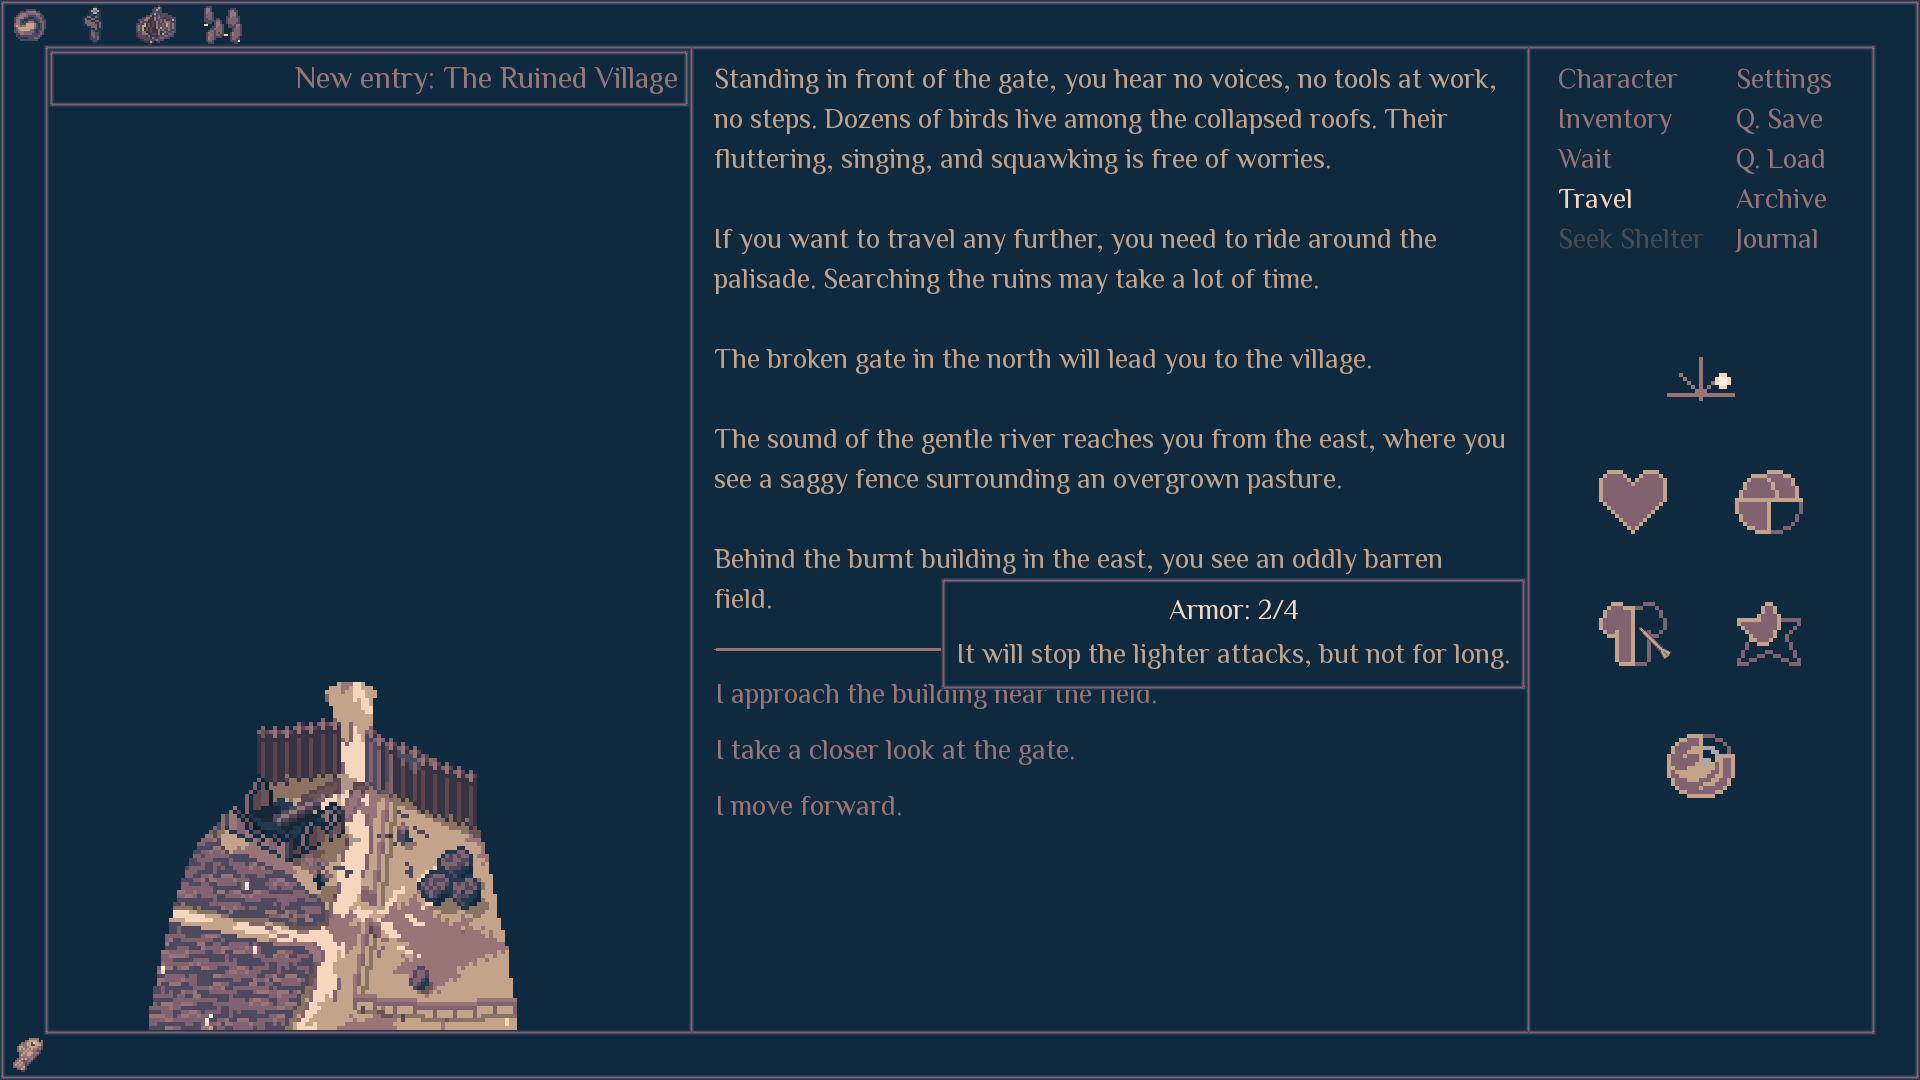 New entry: The Ruined Village
Standing in front of the gate, you hear no voices, no tools at work,
no steps. Dozens of birds live among the collapsed roofs. Their
fluttering, singing, and squawking is free of worries.
If you want to travel any further, you need to ride around the
palisade. Searching the ruins may take a lot of time.
The broken gate in the north will lead you to the village.
The sound of the gentle river reaches you from the east, where you
see a saggy fence surrounding an overgrown pasture.
Behind the burnt building in the east, you see an oddly barren
field.
Armor: 2/4
It will stop the lighter attacks, but not for long.
I approach the building near the field.
I take a closer look at the gate.
I move forward.
Character
Inventory
Wait
Travel
Seek Shelter
Settings
Q. Save
Q. Load
Archive
Journal